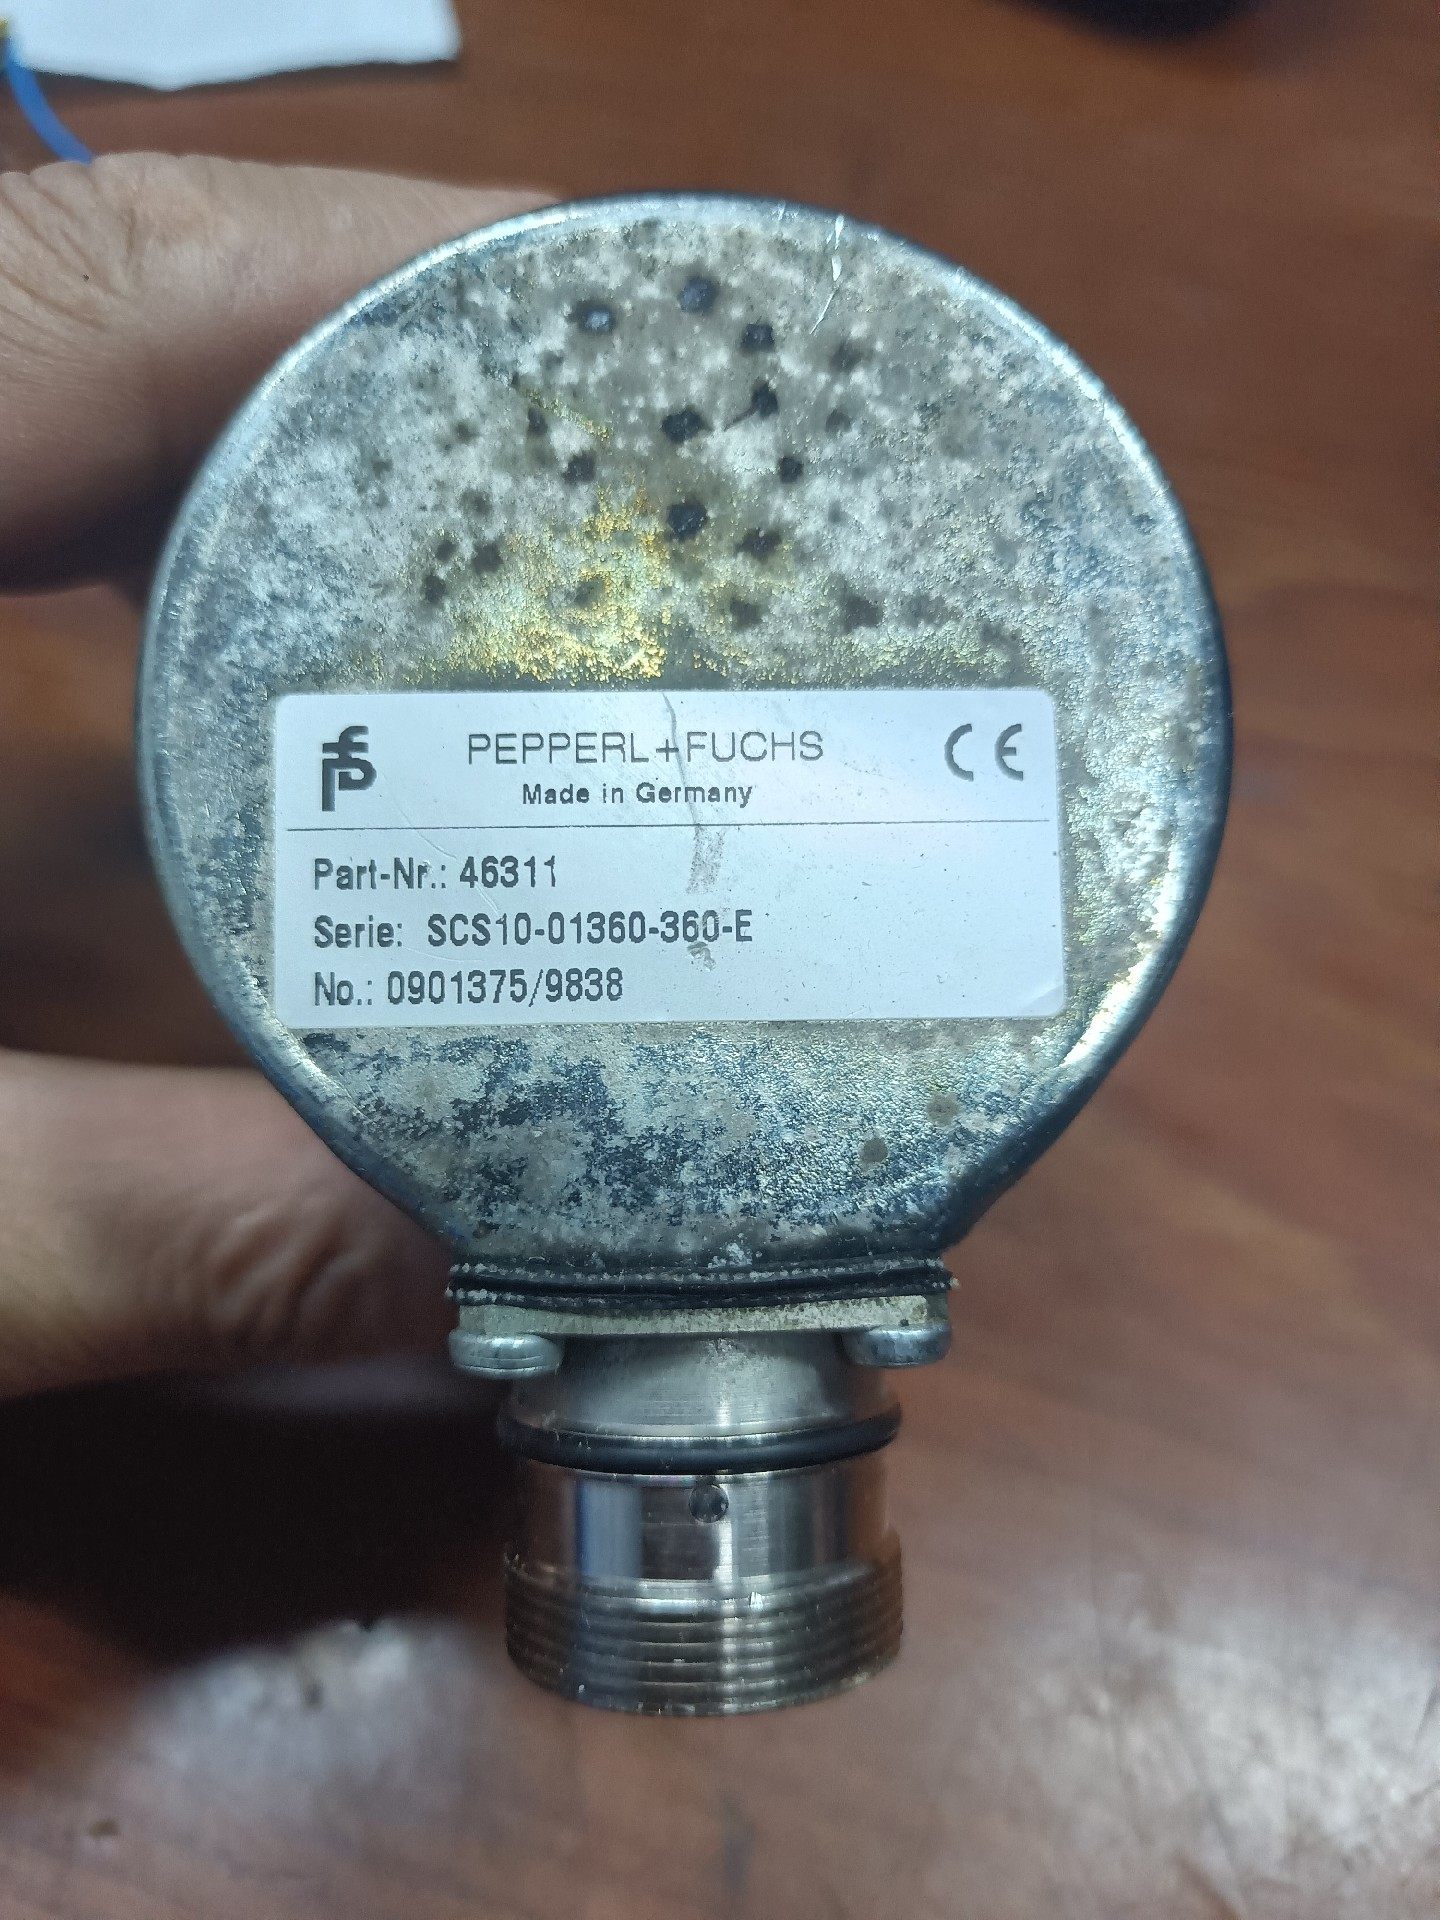 PEPPERL+FUCHS
CE
Made in Germany
Part-Nr.: 46311
Serie: SCS10-01360-360-E
No.: 0901375/9838